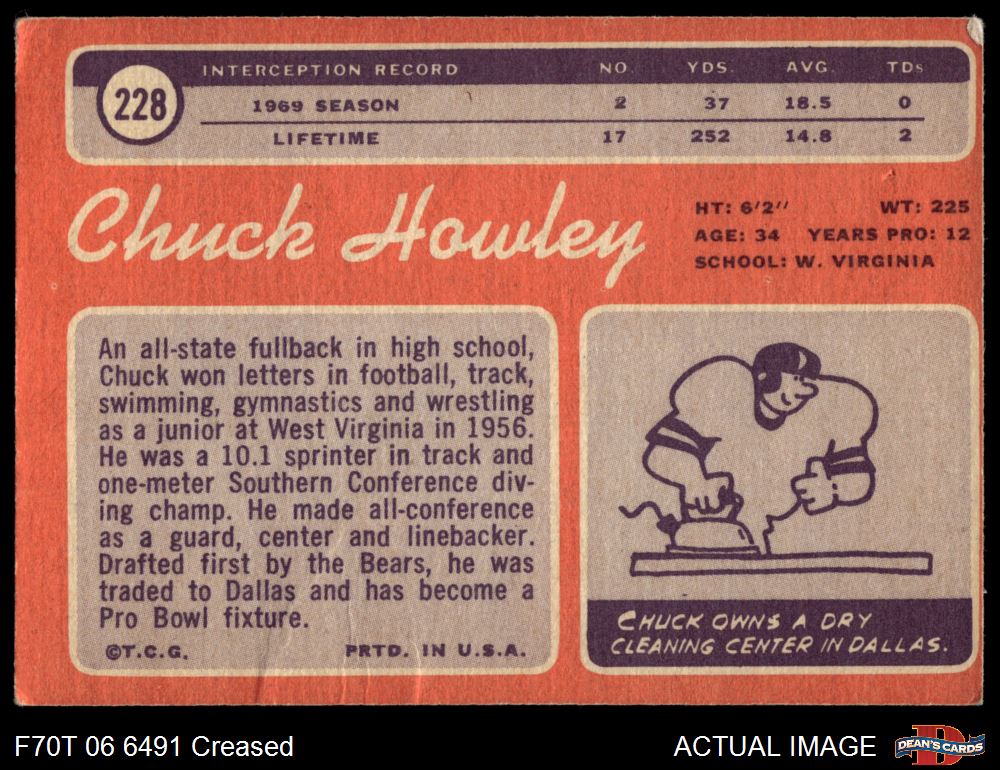 INTERCEPTION RECORD NO. YDS. AVG. TDs
228
1969 SEASON 2 37 18.5 0
LIFETIME 17 252 14.8 2
Chuck Howley
HT: 6'2" WT: 225
AGE: 34 YEARS PRO: 12
SCHOOL: W. VIRGINIA
An all-state fullback in high school,
Chuck won letters in football, track,
swimming, gymnastics and wrestling
as a junior at West Virginia in 1956.
He was a 10.1 sprinter in track and
one-meter Southern Conference div-
ing champ. He made all-conference
as a guard, center and linebacker.
Drafted first by the Bears, he was
traded to Dallas and has become a
Pro Bowl fixture.
©T.C.G. PRTD. IN U.S.A.
CHUCK OWNS A DRY
CLEANING CENTER IN DALLAS.
F70T 06 6491 Creased
ACTUAL IMAGE
DEAN'S CARDS